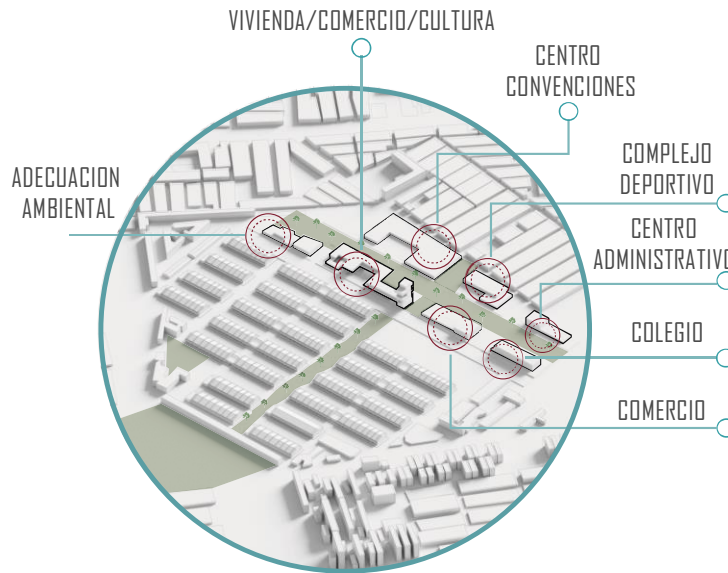 VIVIENDA/COMERCIO/CULTURA
CENTRO
CONVENCIONES
COMPLEJO
DEPORTIVO
ADECUACION
AMBIENTAL
CENTRO
ADMINISTRATIVO
COLEGIO
COMERCIO